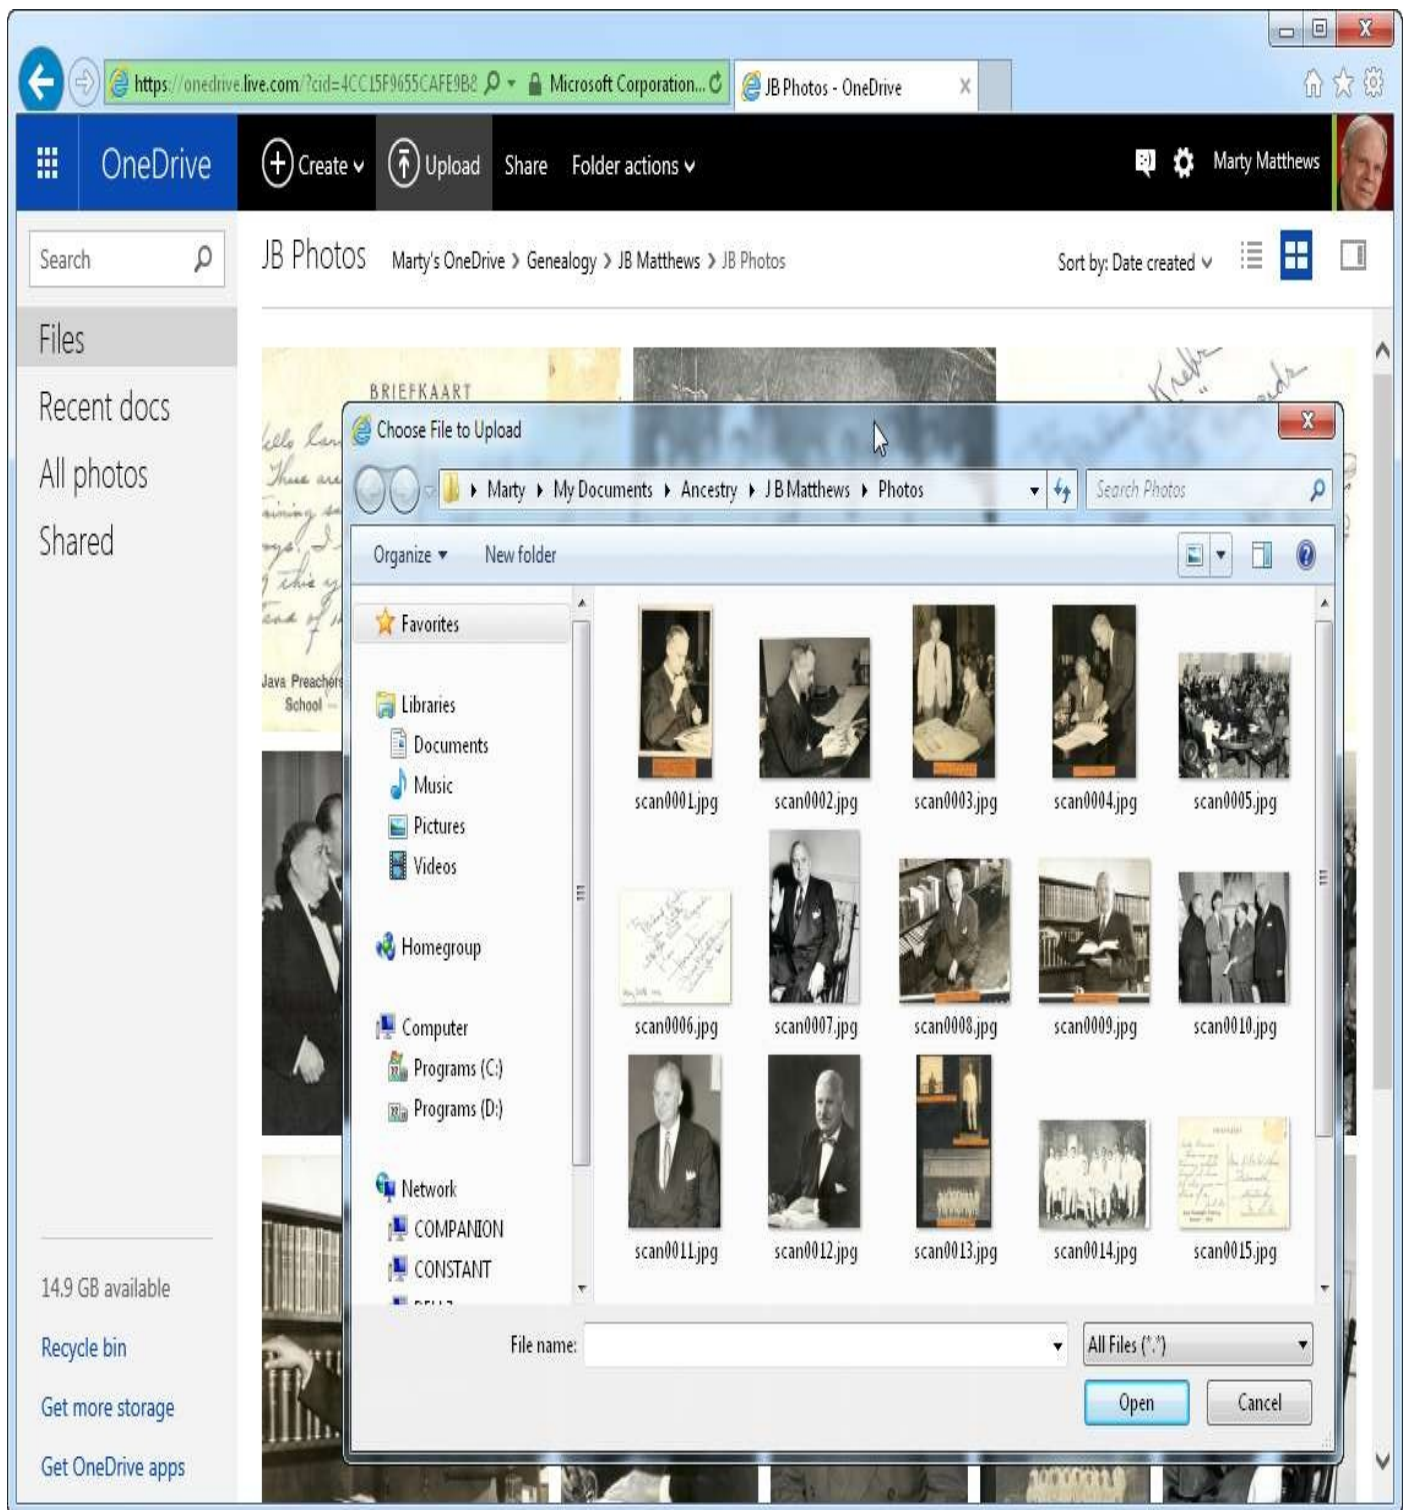 https://onedrive.live.com/?cid=4CC15F9655CAFE9B8 Microsoft Corporation... JB Photos - OneDrive
OneDrive Create Upload Share Folder actions Marty Matthews
Search
JB Photos Marty's OneDrive > Genealogy > JB Matthews > JB Photos Sort by: Date created
Files
Recent docs
All photos
Shared
14.9 GB available
Recycle bin
Get more storage
Get OneDrive apps
BRIEFKAART
Java Preachers
School
Choose File to Upload
Marty My Documents Ancestry J B Matthews Photos Search Photos
Organize New folder
Favorites
Libraries
Documents
Music
Pictures
Videos
Homegroup
Computer
Programs (C:)
Programs (D:)
Network
COMPANION
CONSTANT
scan0001.jpg scan0002.jpg scan0003.jpg scan0004.jpg scan0005.jpg
scan0006.jpg scan0007.jpg scan0008.jpg scan0009.jpg scan0010.jpg
scan0011.jpg scan0012.jpg scan0013.jpg scan0014.jpg scan0015.jpg
File name: All Files (*.*)
Open Cancel